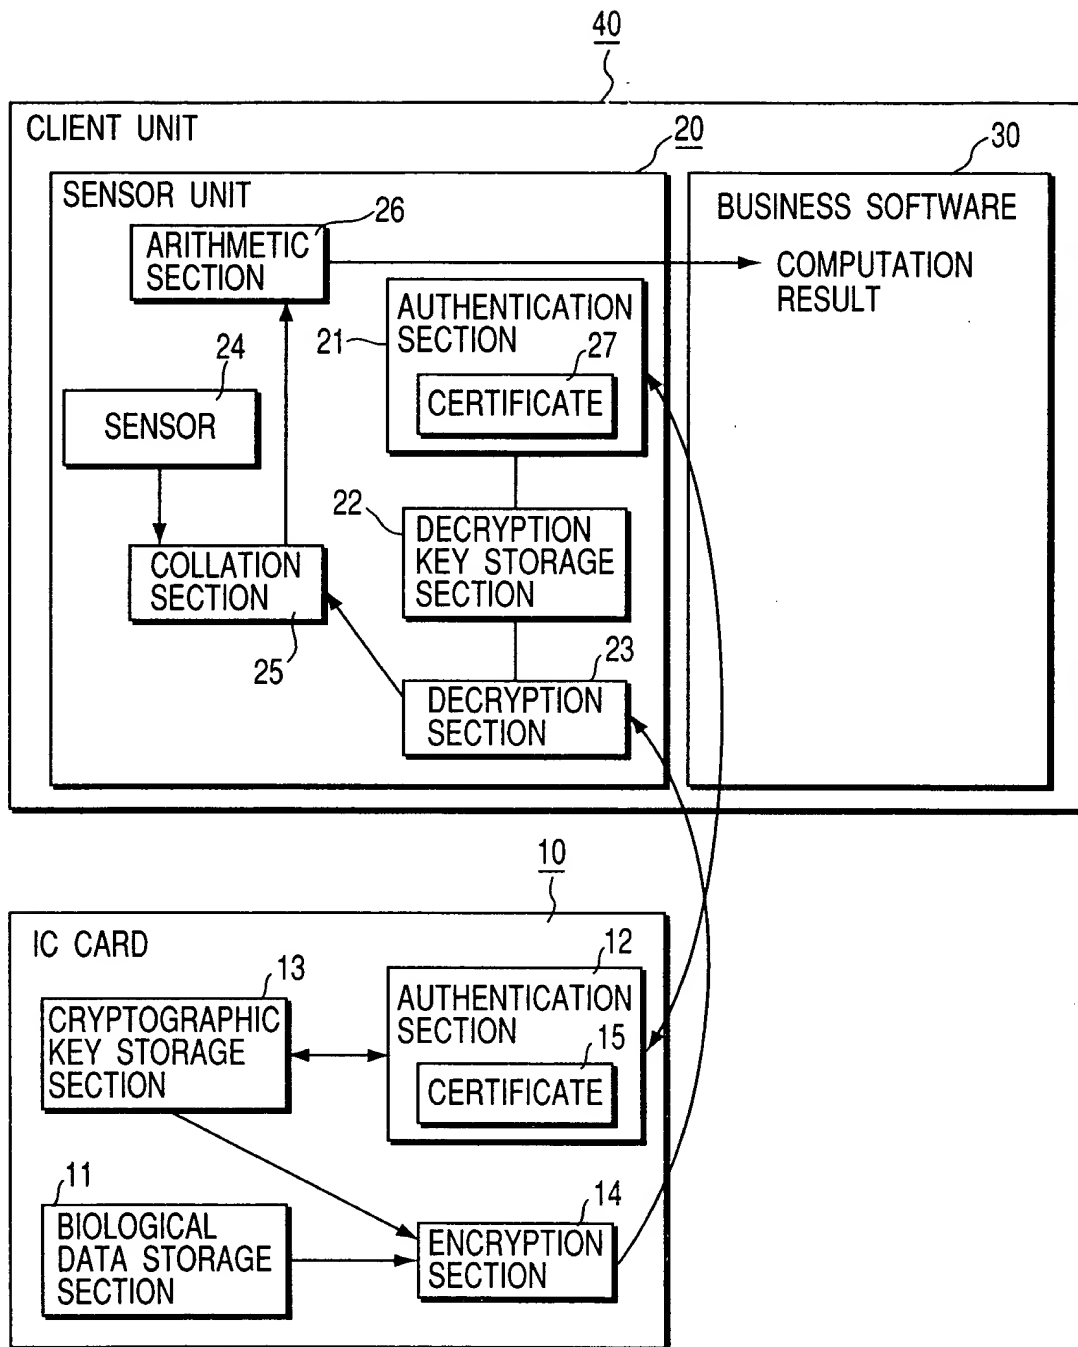 40
CLIENT UNIT
20
30
SENSOR UNIT
26
ARITHMETIC
SECTION
BUSINESS SOFTWARE
COMPUTATION
RESULT
21
AUTHENTICATION
SECTION
27
CERTIFICATE
24
SENSOR
22
DECRYPTION
KEY STORAGE
SECTION
COLLATION
SECTION
25
23
DECRYPTION
SECTION
10
IC CARD
13
CRYPTOGRAPHIC
KEY STORAGE
SECTION
12
AUTHENTICATION
SECTION
15
CERTIFICATE
11
BIOLOGICAL
DATA STORAGE
SECTION
14
ENCRYPTION
SECTION